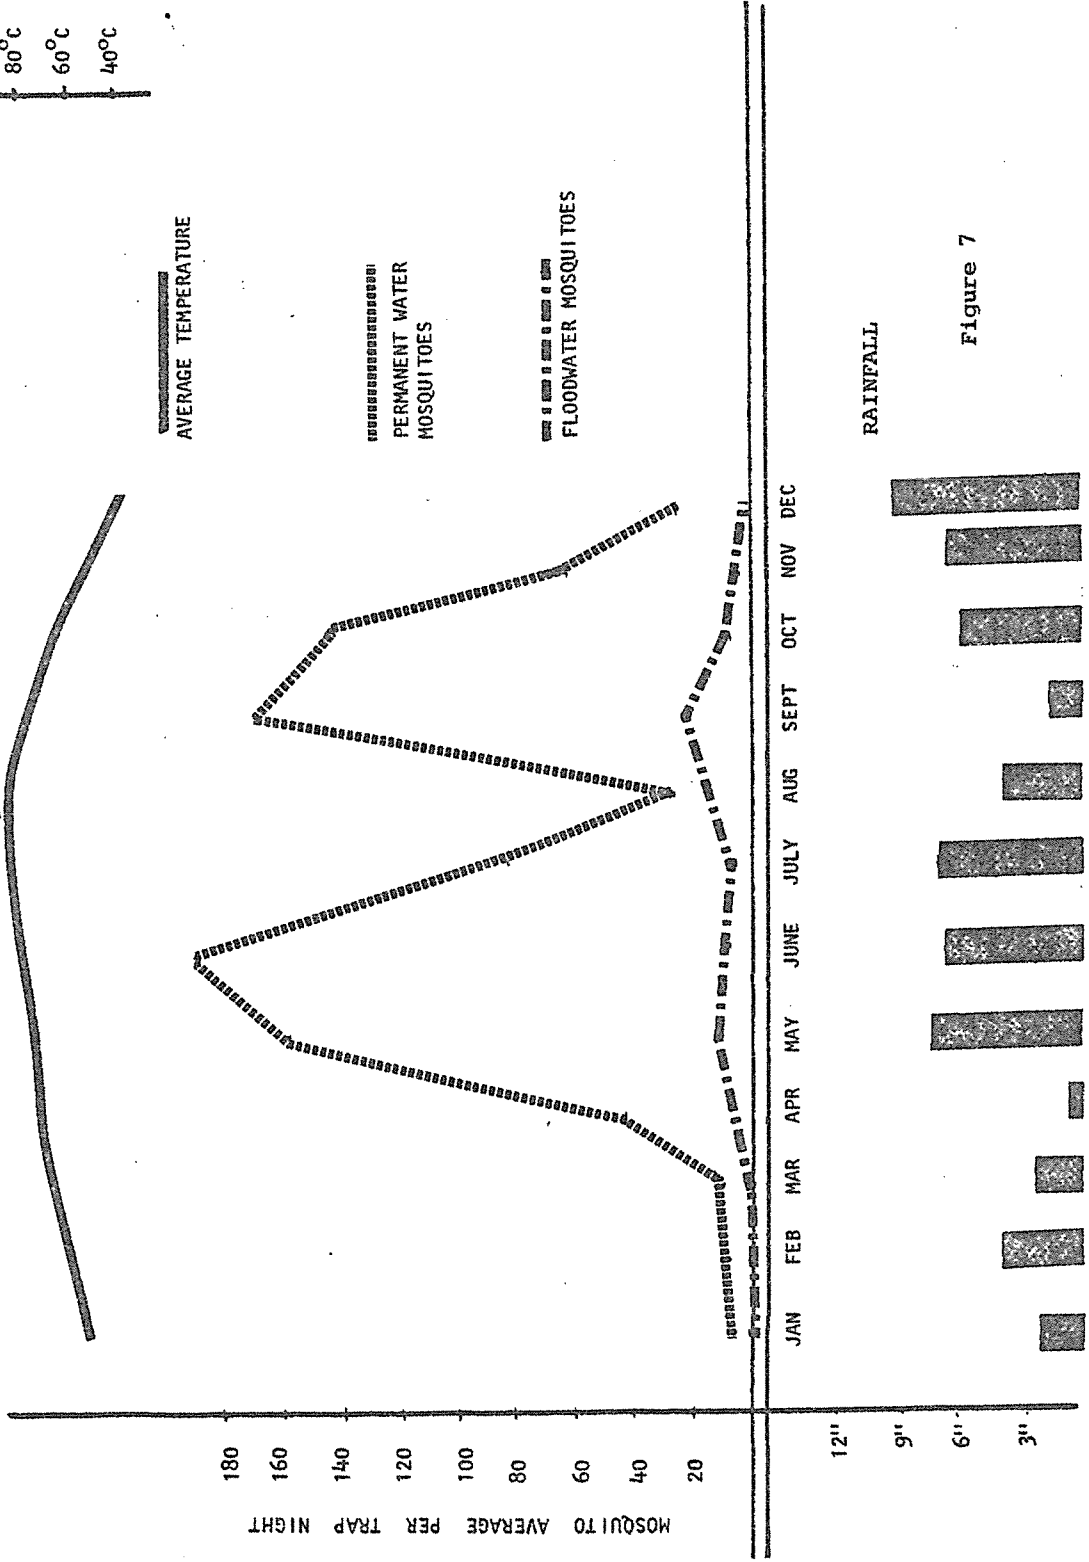 80°C
60°C
40°C
AVERAGE TEMPERATURE
PERMANENT WATER
MOSQUITOES
FLOODWATER MOSQUITOES
MOSQUITO AVERAGE PER TRAP NIGHT
180
160
140
120
100
80
60
40
20
JAN FEB MAR APR MAY JUNE JULY AUG SEPT OCT NOV DEC
RAINFALL
12"
9"
6"
3"
Figure 7